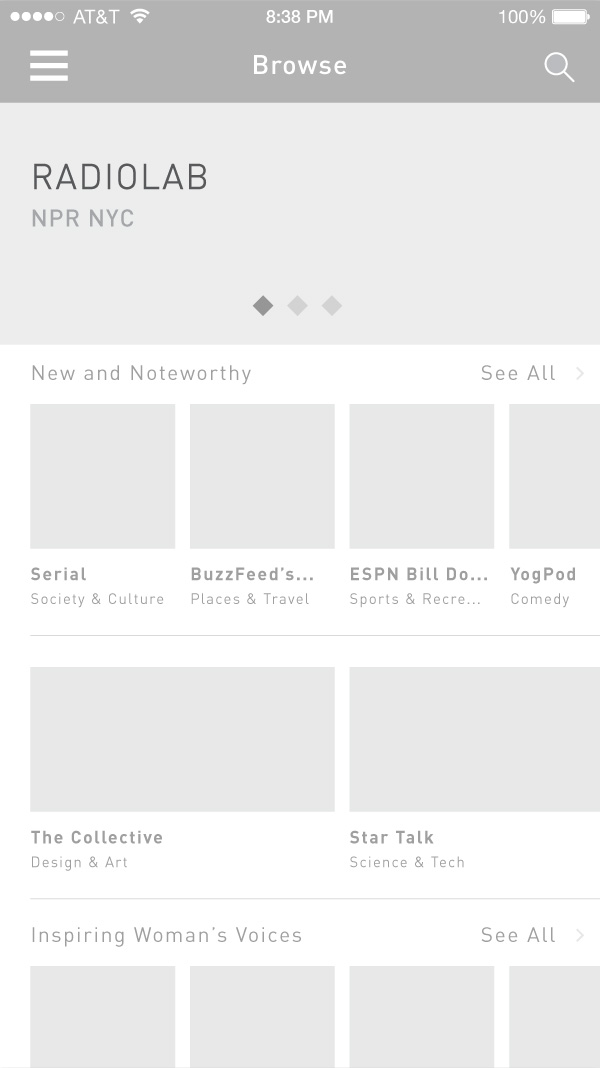 AT&T 8:38 PM 100%
Browse
RADIOLAB
NPR NYC
New and Noteworthy See All
Serial BuzzFeed's... ESPN Bill Do... YogPod
Society & Culture Places & Travel Sports & Recre... Comedy
The Collective Star Talk
Design & Art Science & Tech
Inspiring Woman's Voices See All